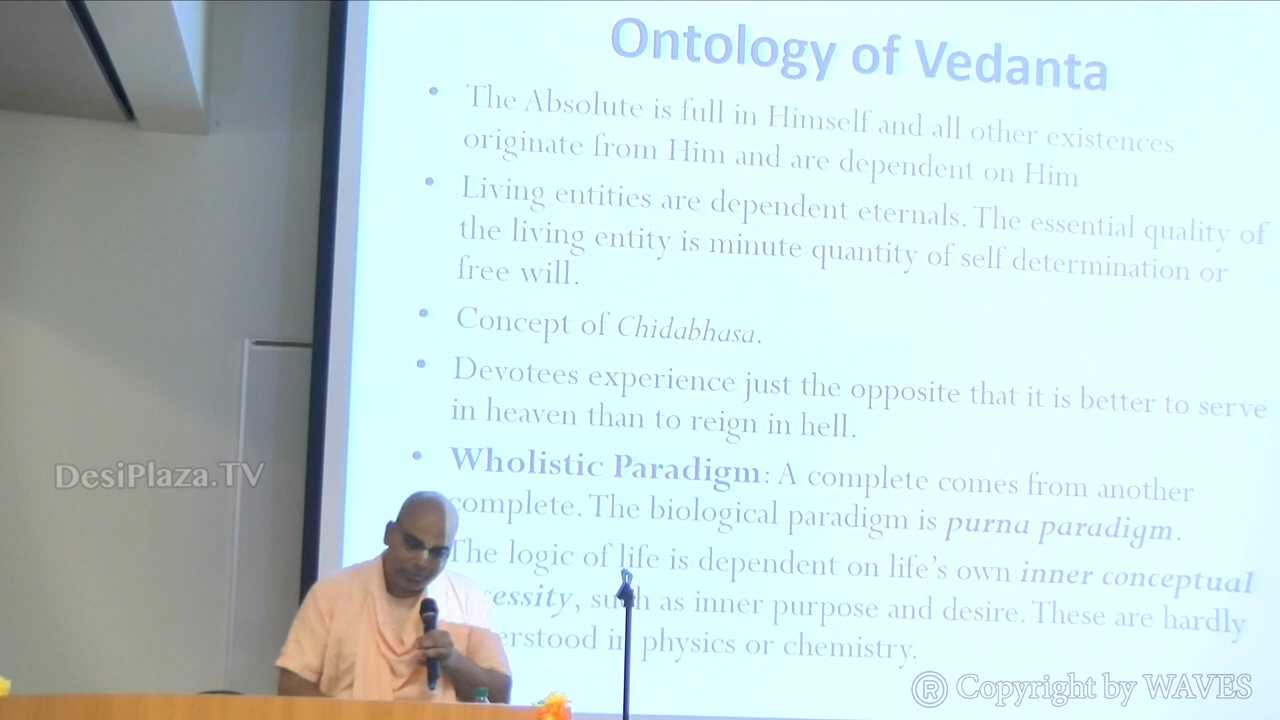 Ontology of Vedanta
• The Absolute is full in Himself and all other existences
originate from Him and are dependent on Him
• Living entities are dependent eternals. The essential quality of
the living entity is minute quantity of self determination or
free will.
• Concept of Chidabhasa.
• Devotees experience just the opposite that it is better to serve
in heaven than to reign in hell.
• Wholistic Paradigm: A complete comes from another
complete. The biological paradigm is purna paradigm.
The logic of life is dependent on life's own inner conceptual
cessity, such as inner purpose and desire. These are hardly
erstood in physics or chemistry.
DesiPlaza.TV
® Copyright by WAVES